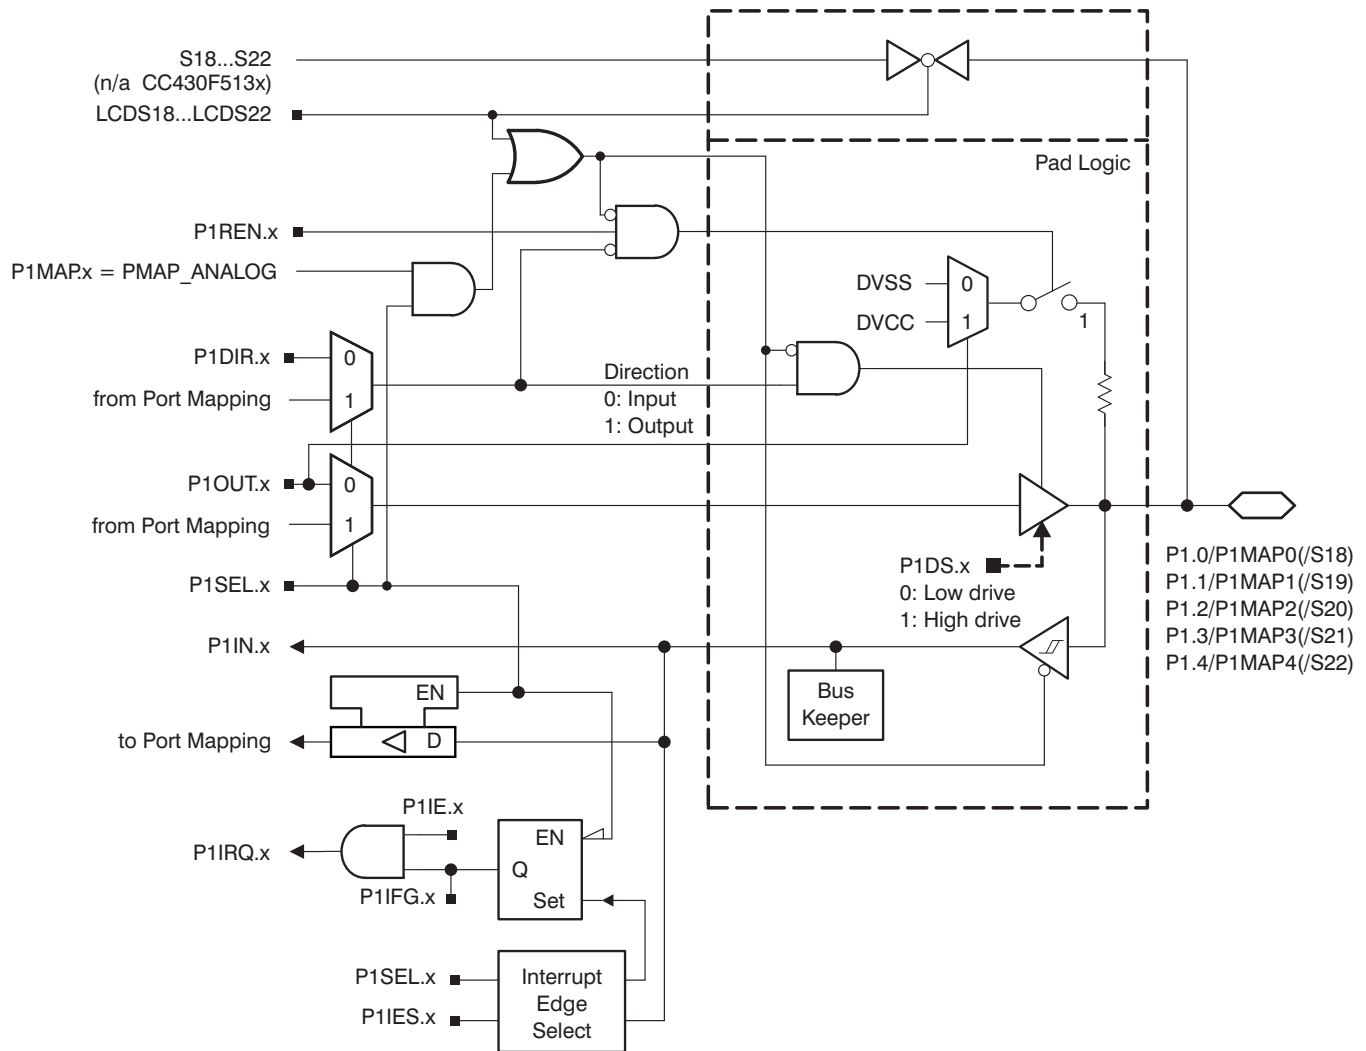 S18...S22
(n/a CC430F513x)
LCDS18...LCDS22
Pad Logic
P1REN.x
P1MAP.x = PMAP_ANALOG
DVSS
0
DVCC
1
1
P1DIR.x
0
from Port Mapping
1
Direction
0: Input
1: Output
P1OUT.x
0
from Port Mapping
1
P1SEL.x
P1DS.x
0: Low drive
1: High drive
P1.0/P1MAP0(/S18)
P1.1/P1MAP1(/S19)
P1.2/P1MAP2(/S20)
P1.3/P1MAP3(/S21)
P1.4/P1MAP4(/S22)
P1IN.x
EN
Bus
Keeper
to Port Mapping
D
P1IE.x
P1IRQ.x
EN
Q
P1IFG.x
Set
P1SEL.x
P1IES.x
Interrupt
Edge
Select